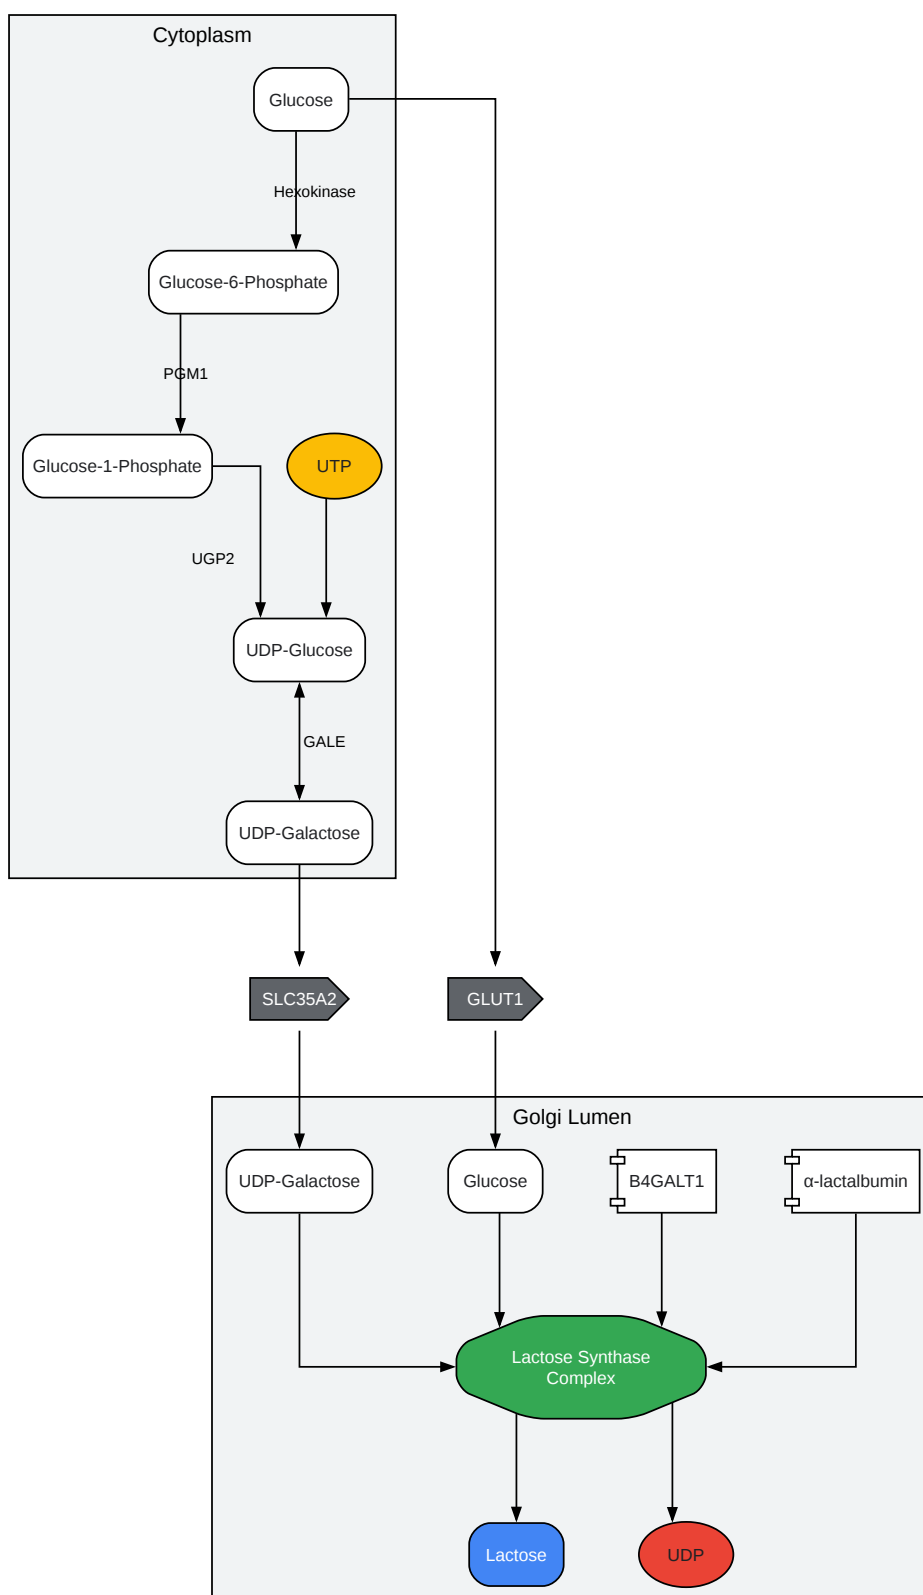 Cytoplasm
Glucose
Hexokinase
Glucose-6-Phosphate
PGM1
Glucose-1-Phosphate
UTP
UGP2
UDP-Glucose
GALE
UDP-Galactose
SLC35A2
GLUT1
Golgi Lumen
UDP-Galactose
Glucose
B4GALT1
α-lactalbumin
Lactose Synthase
Complex
Lactose
UDP